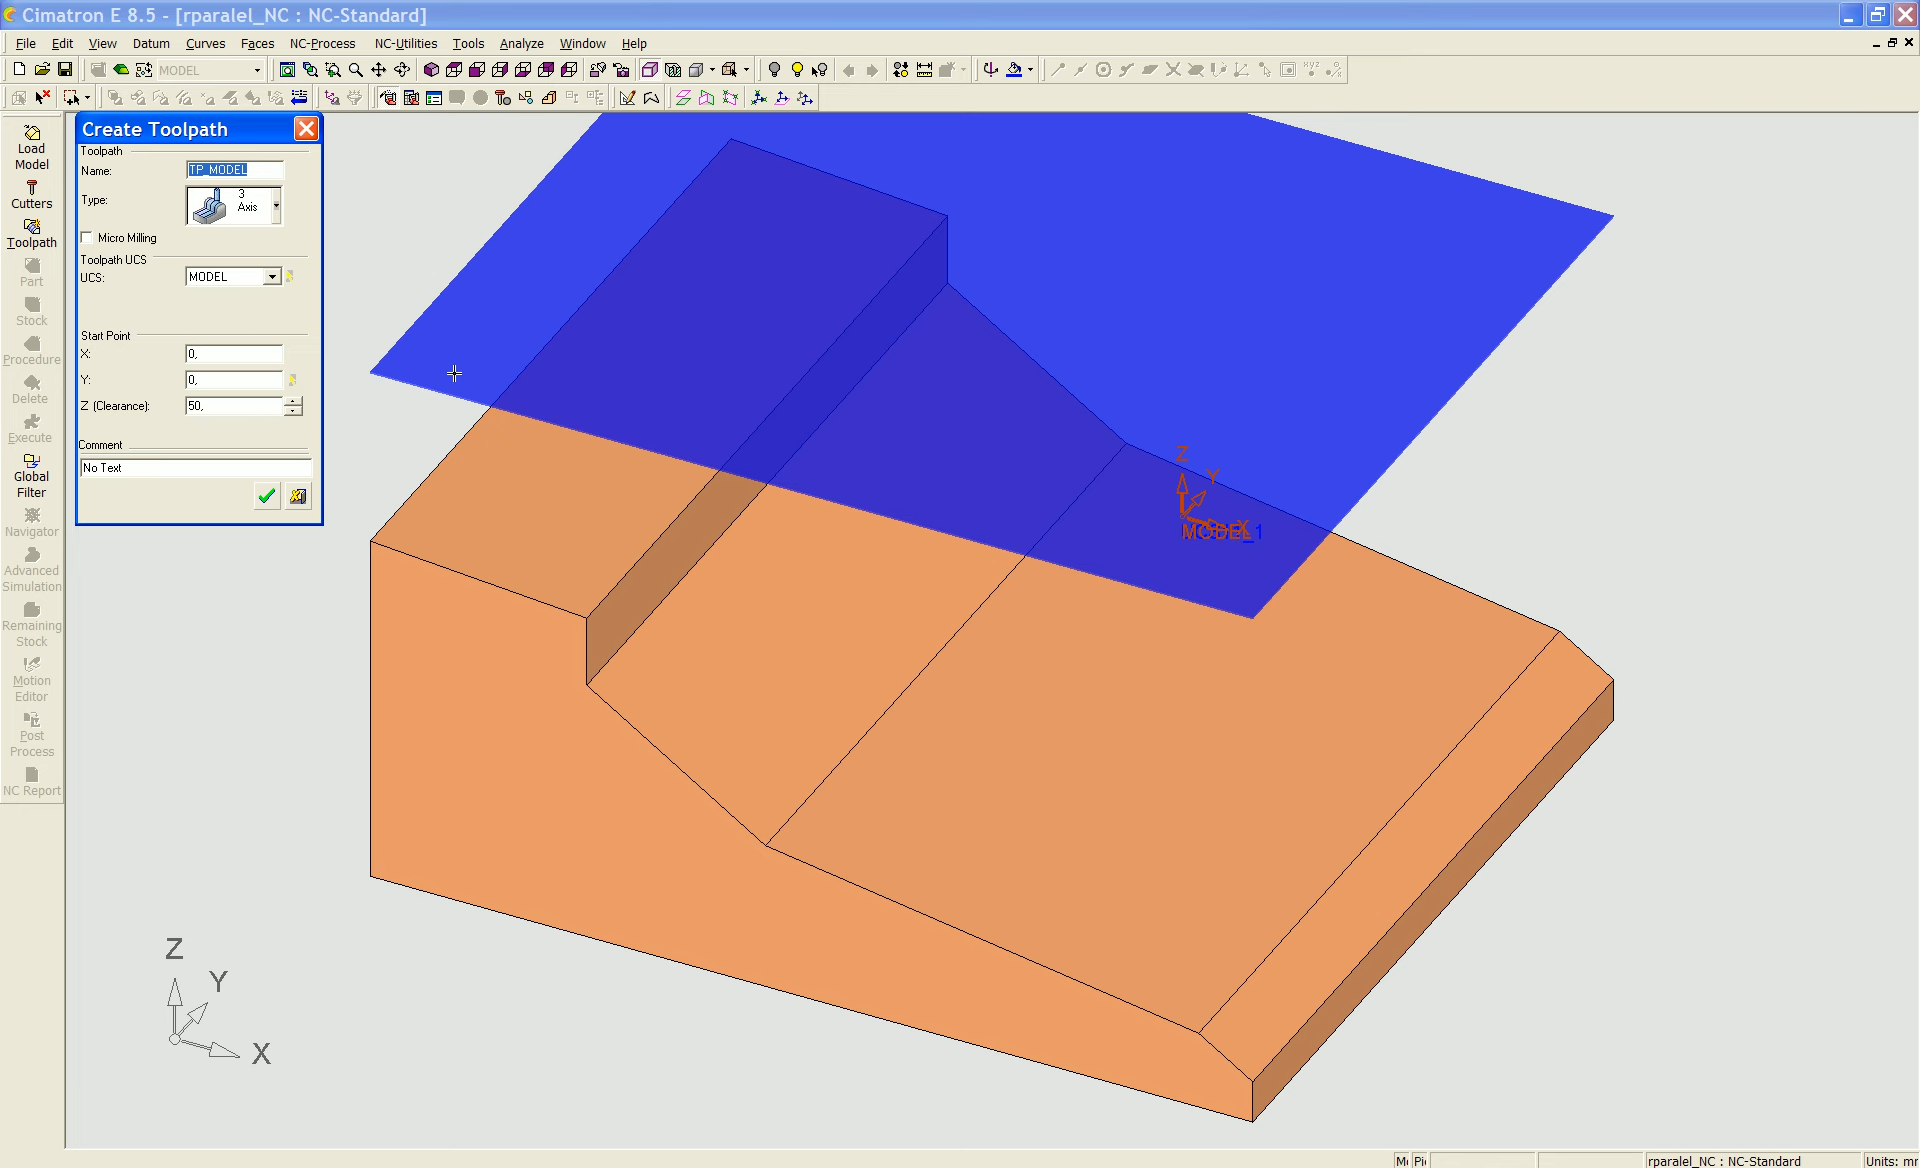 Cimatron E 8.5 - [rparalel_NC : NC-Standard]
File Edit View Datum Curves Faces NC-Process NC-Utilities Tools Analyze Window Help
MODEL
Create Toolpath
Toolpath
Name: TP_MODEL
Type: 3 Axis
Micro Milling
Toolpath UCS
UCS: MODEL
Start Point
X: 0,
Y: 0,
Z (Clearance): 50,
Comment
No Text
Load Model
Cutters
Toolpath
Part
Stock
Procedure
Delete
Execute
Global Filter
Navigator
Advanced Simulation
Remaining Stock
Motion Editor
Post Process
NC Report
Z
Y
X
MODEL_1
Z
Y
X
rparalel_NC : NC-Standard
Units: